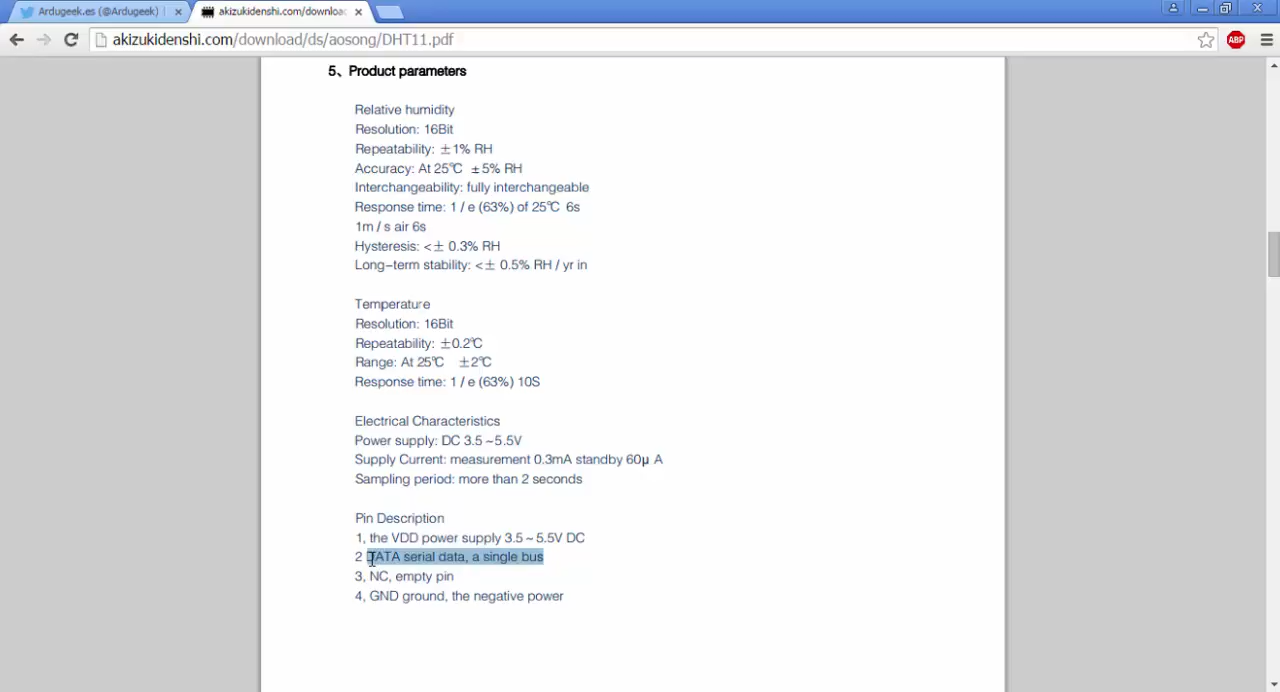 Ardugeek.es (@Ardugeek)
akizukidenshi.com/downloa
akizukidenshi.com/download/ds/aosong/DHT11.pdf
ABP
5、Product parameters
Relative humidity
Resolution: 16Bit
Repeatability: ±1% RH
Accuracy: At 25℃ ±5% RH
Interchangeability: fully interchangeable
Response time: 1 / e (63%) of 25℃ 6s
1m / s air 6s
Hysteresis: <± 0.3% RH
Long-term stability: <± 0.5% RH / yr in
Temperature
Resolution: 16Bit
Repeatability: ±0.2℃
Range: At 25℃ ±2℃
Response time: 1 / e (63%) 10S
Electrical Characteristics
Power supply: DC 3.5～5.5V
Supply Current: measurement 0.3mA standby 60μ A
Sampling period: more than 2 seconds
Pin Description
1, the VDD power supply 3.5～5.5V DC
2 DATA serial data, a single bus
3, NC, empty pin
4, GND ground, the negative power